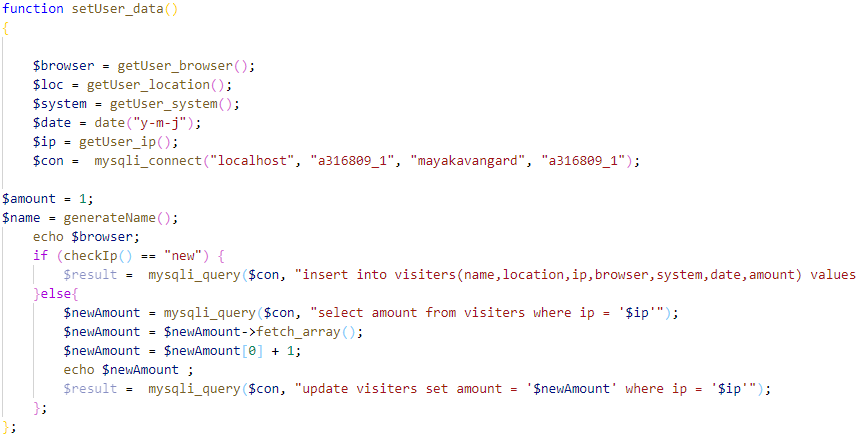 function setUser_data()
{
$browser = getUser_browser();
$loc = getUser_location();
$system = getUser_system();
$date = date("y-m-j");
$ip = getUser_ip();
$con =  mysqli_connect("localhost", "a316809_1", "mayakavangard", "a316809_1");
$amount = 1;
$name = generateName();
echo $browser;
if (checkIp() == "new") {
$result =  mysqli_query($con, "insert into visiters(name,location,ip,browser,system,date,amount) values
}else{
$newAmount = mysqli_query($con, "select amount from visiters where ip = '$ip'");
$newAmount = $newAmount->fetch_array();
$newAmount = $newAmount[0] + 1;
echo $newAmount ;
$result =  mysqli_query($con, "update visiters set amount = '$newAmount' where ip = '$ip'");
};
};